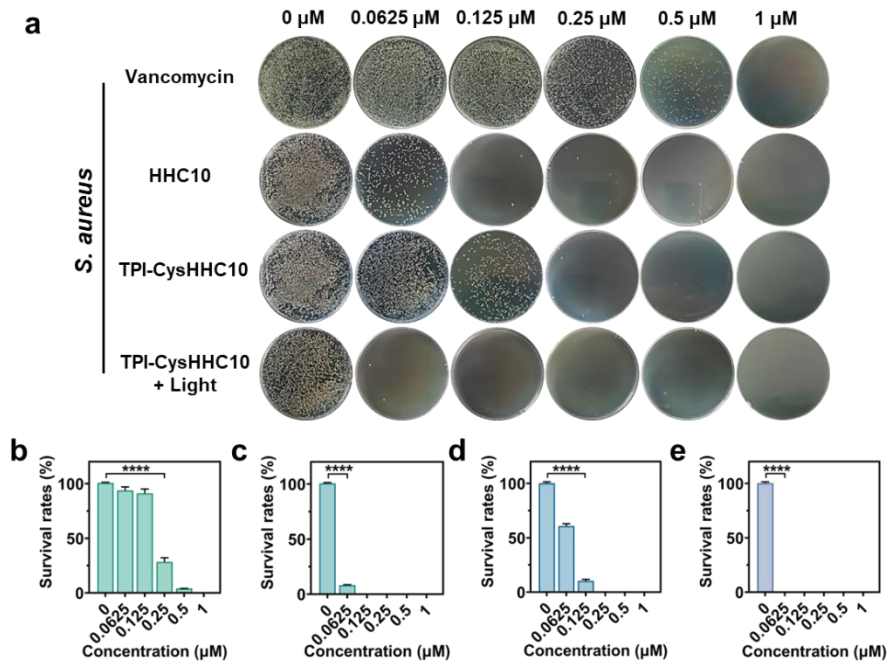 a
0 μM 0.0625 μM 0.125 μM 0.25 μM 0.5 μM 1 μM
S. aureus
Vancomycin
HHC10
TPI-CysHHC10
TPI-CysHHC10
+ Light
b
****
Survival rates (%)
100
50
0
0 0.0625 0.125 0.25 0.5 1
Concentration (μM)
c
****
Survival rates (%)
100
50
0
0 0.0625 0.125 0.25 0.5 1
Concentration (μM)
d
****
Survival rates (%)
100
50
0
0 0.0625 0.125 0.25 0.5 1
Concentration (μM)
e
****
Survival rates (%)
100
50
0
0 0.0625 0.125 0.25 0.5 1
Concentration (μM)